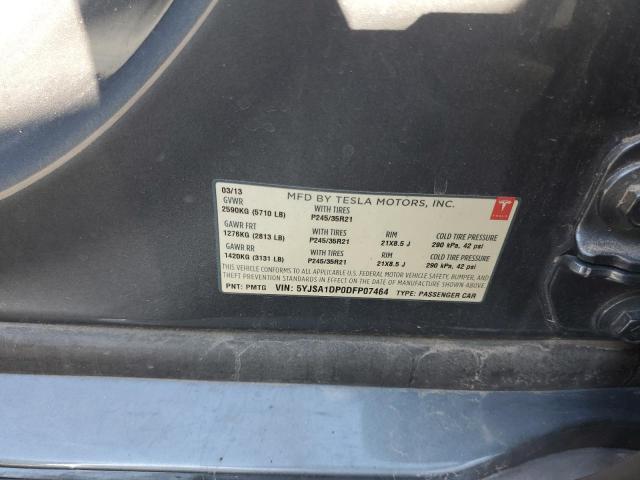 03/13 MFD BY TESLA MOTORS, INC.
GVWR
2590KG (5710 LB) WITH TIRES P245/35R21
GAWR FRT
1276KG (2813 LB) WITH TIRES P245/35R21 RIM 21X8.5 J COLD TIRE PRESSURE 290 kPa, 42 psi
GAWR RR
1420KG (3131 LB) WITH TIRES P245/35R21 RIM 21X8.5 J COLD TIRE PRESSURE 290 kPa, 42 psi
THIS VEHICLE CONFORMS TO ALL APPLICABLE U.S. FEDERAL MOTOR VEHICLE SAFETY, BUMPER, AND
THEFT PREVENTION STANDARDS IN EFFECT ON THE DATE OF MANUFACTURE SHOWN ABOVE.
PNT: PMTG VIN: 5YJSA1DP0DFP07464 TYPE: PASSENGER CAR
TESLA